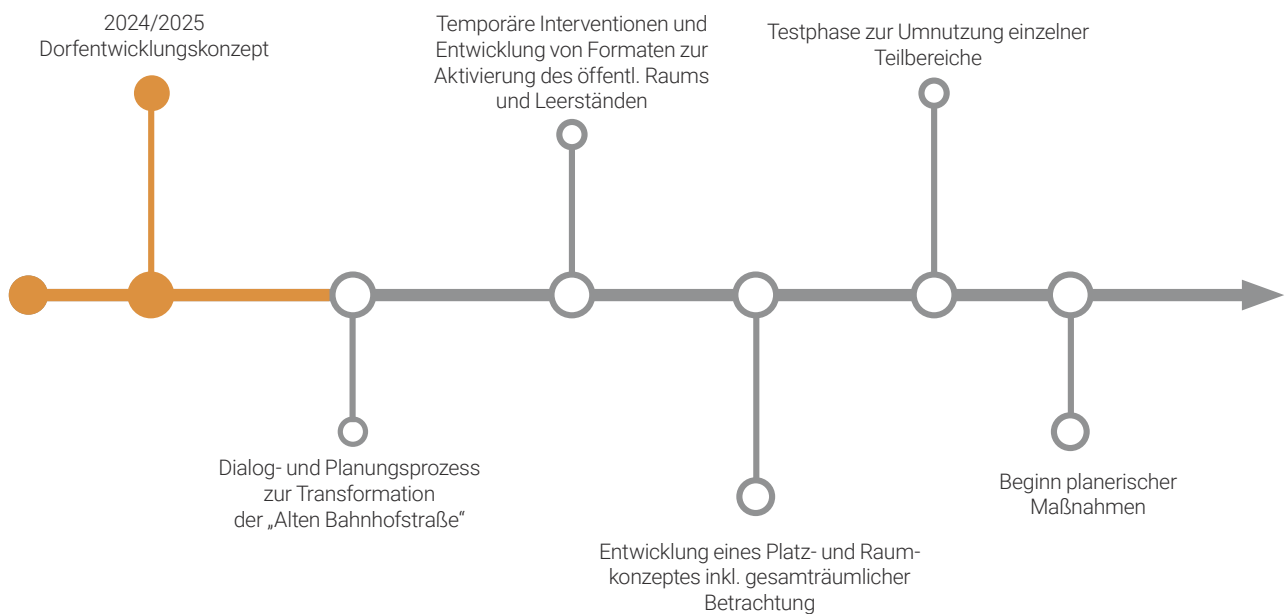 2024/2025
Dorfentwicklungskonzept
Temporäre Interventionen und
Entwicklung von Formaten zur
Aktivierung des öffentl. Raums
und Leerständen
Testphase zur Umnutzung einzelner
Teilbereiche
Dialog- und Planungsprozess
zur Transformation
der „Alten Bahnhofstraße“
Entwicklung eines Platz- und Raum-
konzeptes inkl. gesamträumlicher
Betrachtung
Beginn planerischer
Maßnahmen